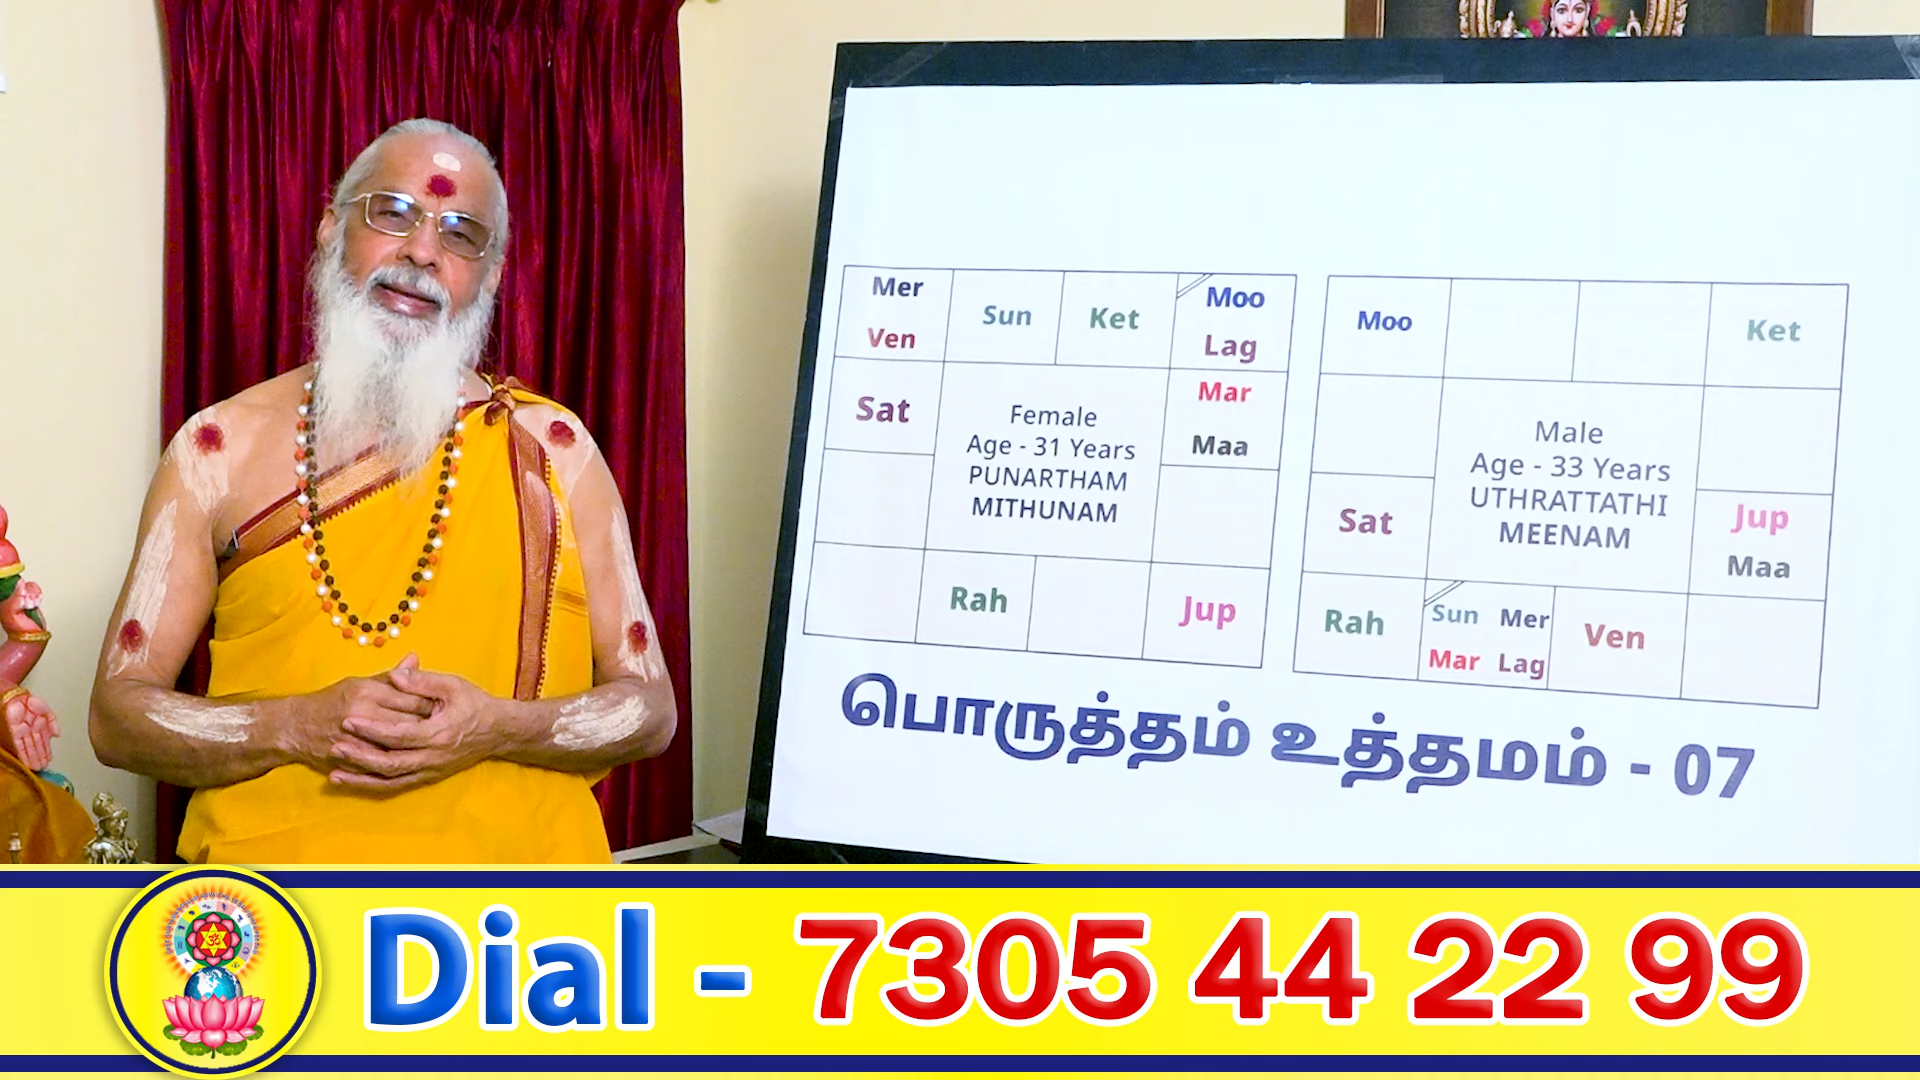 Mer
Ven
Sun
Ket
Moo
Lag
Sat
Mar
Maa
Female
Age - 31 Years
PUNARTHAM
MITHUNAM
Rah
Jup
Moo
Ket
Male
Age - 33 Years
UTHRATTATHI
MEENAM
Sat
Jup
Maa
Rah
Sun Mer
Mar Lag
Ven
பொருத்தம் உத்தமம் - 07
Dial - 7305 44 22 99